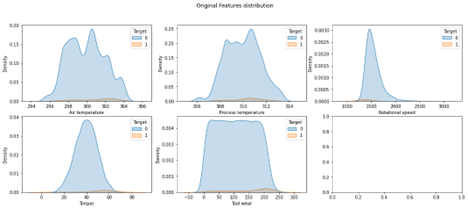 Original Features distribution
0.20
0.15
0.10
0.05
0.00
Density
294 296 298 300 302 304 306
Air temperature
Target
0
1
0.25
0.20
0.15
0.10
0.05
0.00
Density
306 308 310 312 314
Process temperature
Target
0
1
0.0030
0.0025
0.0020
0.0015
0.0010
0.0005
0.0000
Density
1000 1500 2000 2500 3000
Rotational speed
Target
0
1
0.04
0.03
0.02
0.01
0.00
Density
0 20 40 60 80
Torque
Target
0
1
0.004
0.003
0.002
0.001
0.000
Density
-50 0 50 100 150 200 250 300
Tool wear
Target
0
1
1.0
0.8
0.6
0.4
0.2
0.0
0.0 0.2 0.4 0.6 0.8 1.0